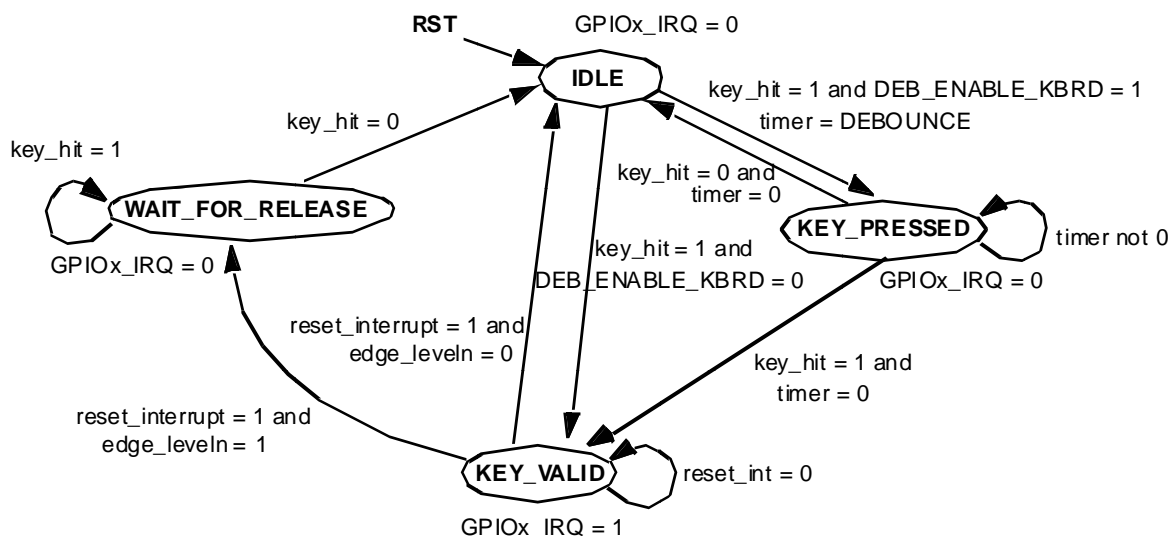 RST
GPIOx_IRQ = 0
IDLE
key_hit = 1 and DEB_ENABLE_KBRD = 1
timer = DEBOUNCE
key_hit = 0
key_hit = 1
WAIT_FOR_RELEASE
GPIOx_IRQ = 0
key_hit = 0 and
timer = 0
KEY_PRESSED
timer not 0
GPIOx_IRQ = 0
key_hit = 1 and
DEB_ENABLE_KBRD = 0
reset_interrupt = 1 and
edge_leveln = 0
key_hit = 1 and
timer = 0
reset_interrupt = 1 and
edge_leveln = 1
KEY_VALID
reset_int = 0
GPIOx IRQ = 1